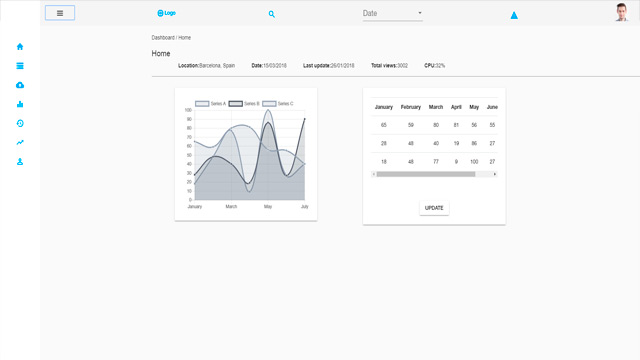 Logo
Date
Dashboard / Home
Home
Location:Barcelona, Spain Date:15/03/2018 Last update:26/01/2018 Total views:3002 CPU:32%
Series A Series B Series C
100
90
80
70
60
50
40
30
20
10
0
January March May July
January February March April May June
65 59 80 81 56 55
28 48 40 19 86 27
18 48 77 9 100 27
UPDATE